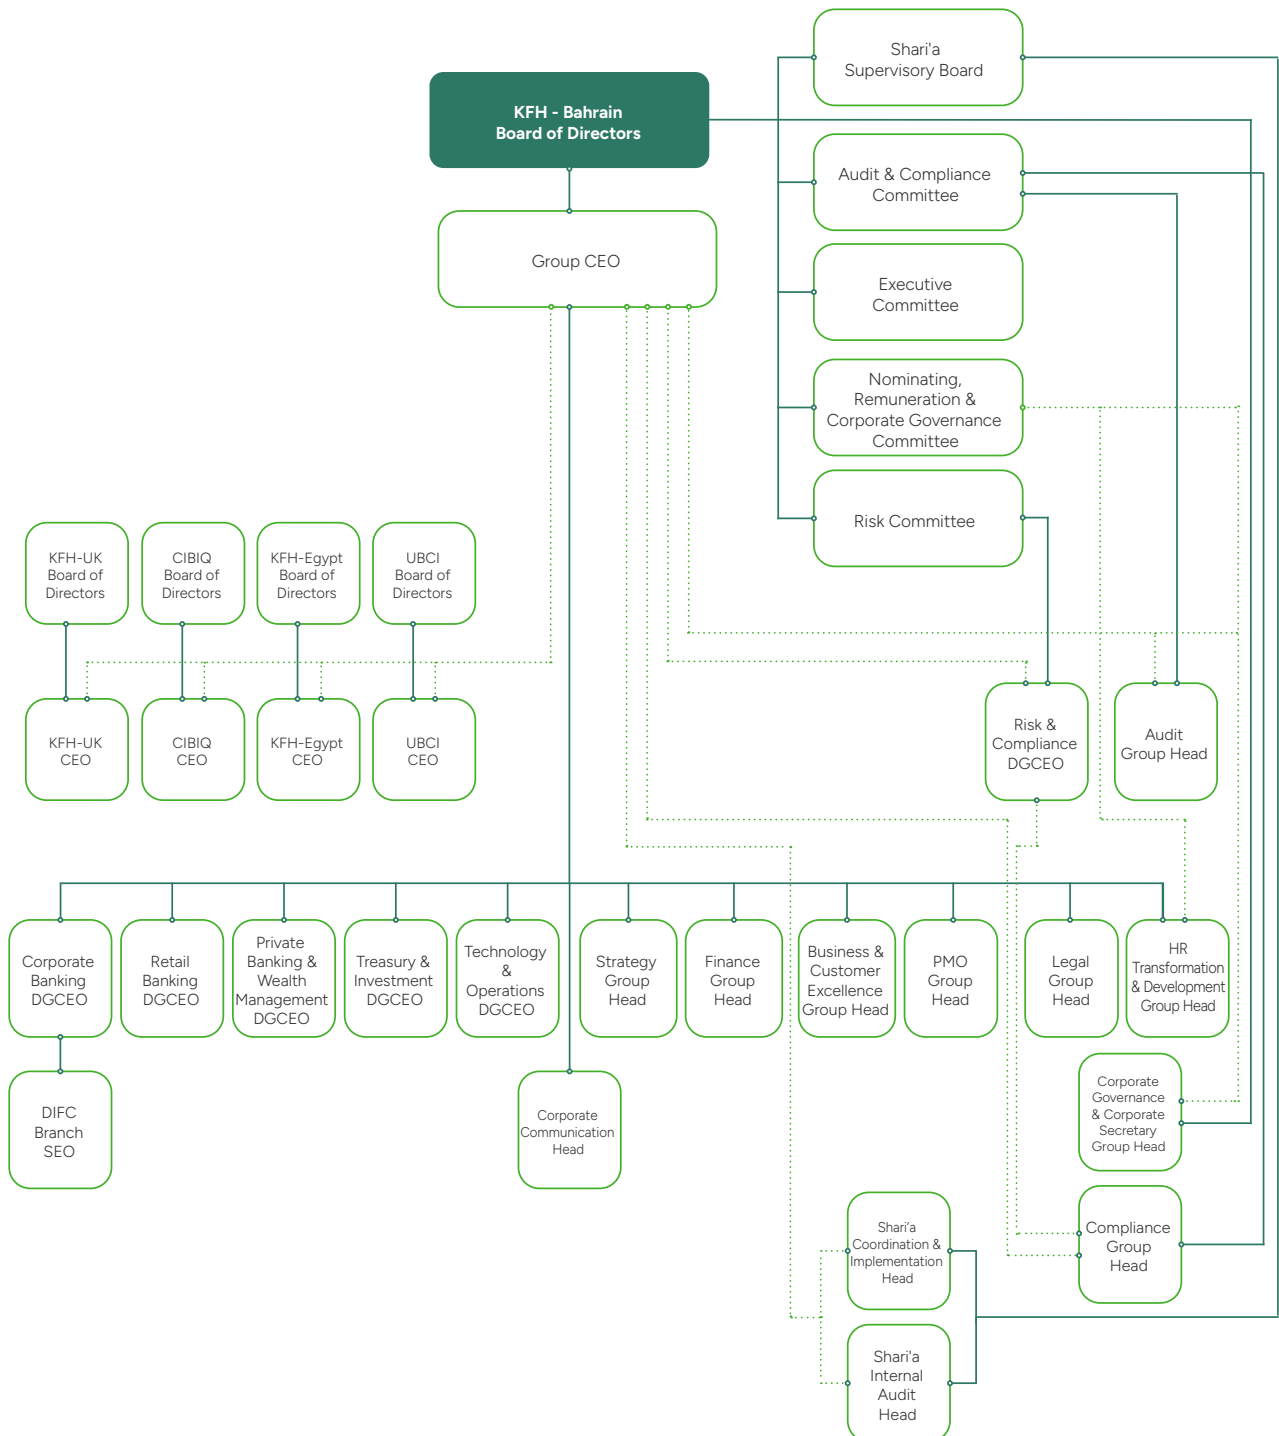 Shari'a
Supervisory Board
KFH - Bahrain
Board of Directors
Audit & Compliance
Committee
Group CEO
Executive
Committee
Nominating,
Remuneration &
Corporate Governance
Committee
Risk Committee
KFH-UK
Board of
Directors
CIBIQ
Board of
Directors
KFH-Egypt
Board of
Directors
UBCI
Board of
Directors
KFH-UK
CEO
CIBIQ
CEO
KFH-Egypt
CEO
UBCI
CEO
Risk &
Compliance
DGCEO
Audit
Group Head
Corporate
Banking
DGCEO
Retail
Banking
DGCEO
Private
Banking &
Wealth
Management
DGCEO
Treasury &
Investment
DGCEO
Technology
&
Operations
DGCEO
Strategy
Group
Head
Finance
Group
Head
Business &
Customer
Excellence
Group Head
PMO
Group
Head
Legal
Group
Head
HR
Transformation
& Development
Group Head
DIFC
Branch
SEO
Corporate
Communication
Head
Corporate
Governance
& Corporate
Secretary
Group Head
Shari’a
Coordination &
Implementation
Head
Compliance
Group
Head
Shari'a
Internal
Audit
Head